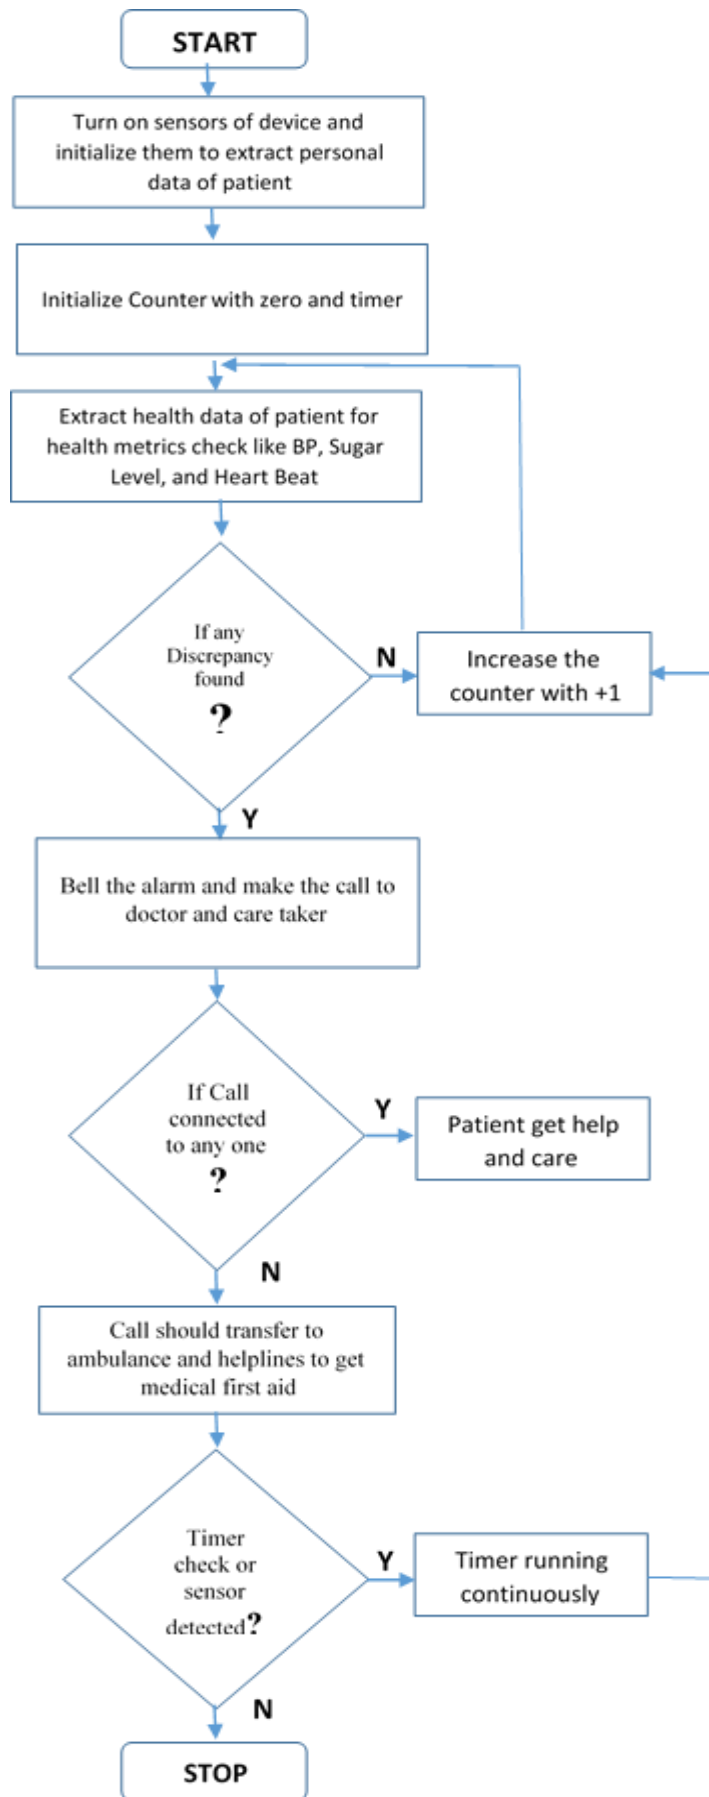 START
Turn on sensors of device and
initialize them to extract personal
data of patient
Initialize Counter with zero and timer
Extract health data of patient for
health metrics check like BP, Sugar
Level, and Heart Beat
If any
Discrepancy
found
?
N
Increase the
counter with +1
Y
Bell the alarm and make the call to
doctor and care taker
If Call
connected
to any one
?
Y
Patient get help
and care
N
Call should transfer to
ambulance and helplines to get
medical first aid
Timer
check or
sensor
detected?
Y
Timer running
continuously
N
STOP